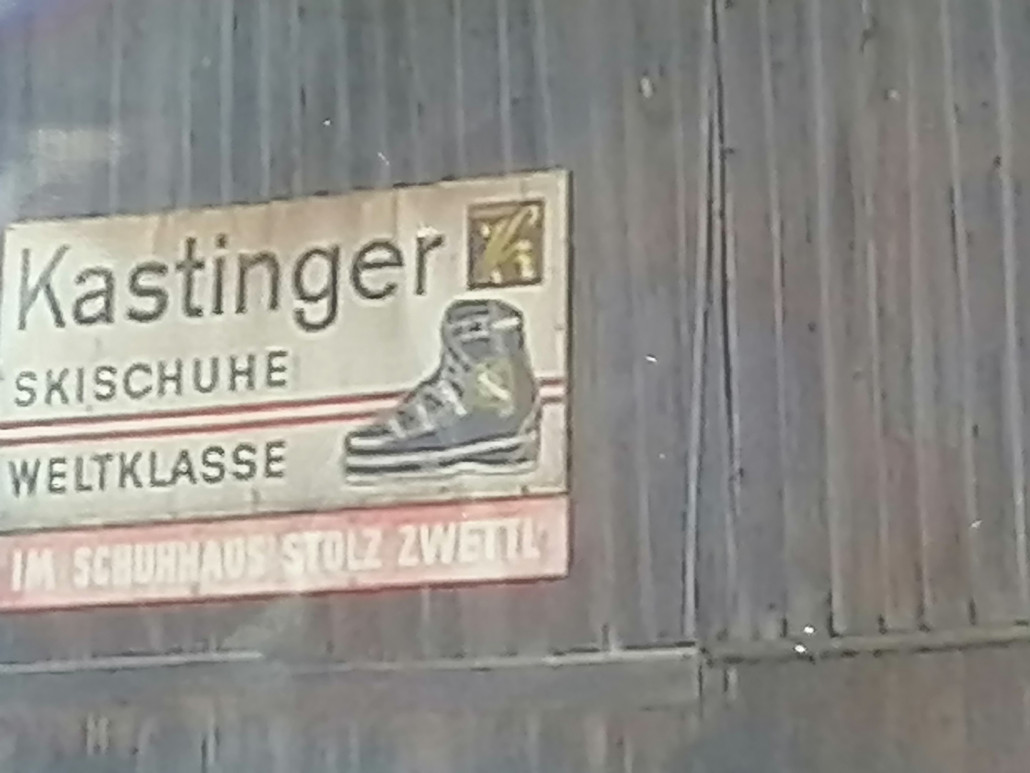 Kastinger
SKISCHUHE
WELTKLASSE
IM SCHUHHAUS STOLZ ZWETTL